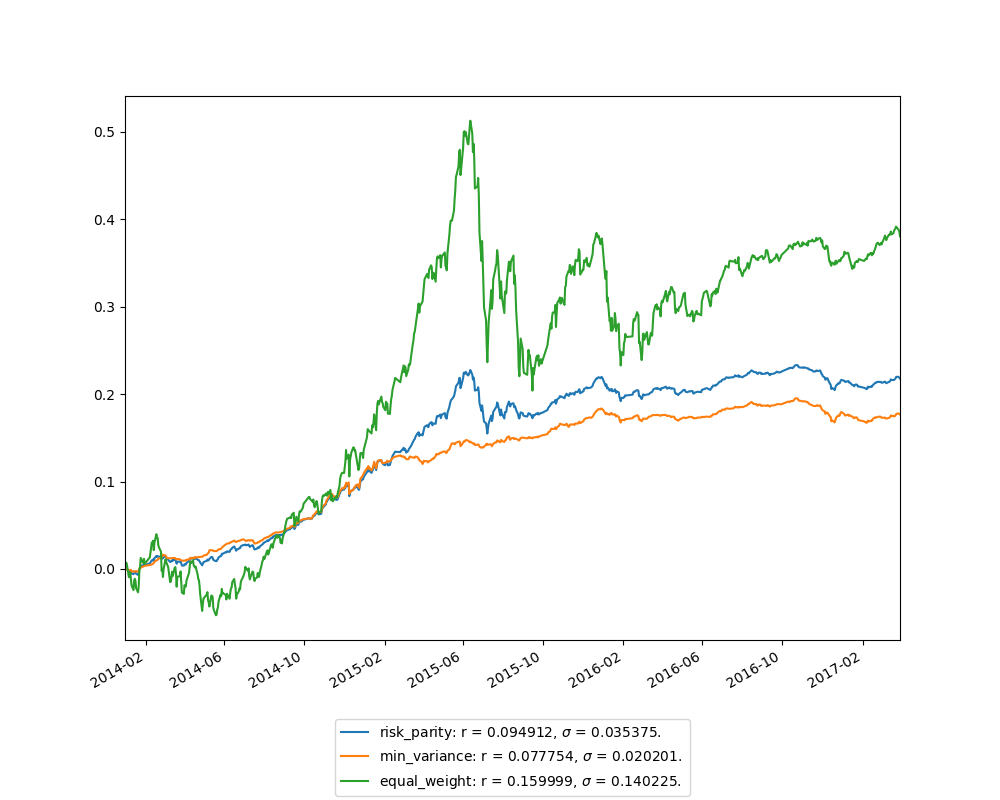 0.5
0.4
0.3
0.2
0.1
0.0
2014-02 2014-06 2014-10 2015-02 2015-06 2015-10 2016-02 2016-06 2016-10 2017-02
risk_parity: r = 0.094912, σ = 0.035375.
min_variance: r = 0.077754, σ = 0.020201.
equal_weight: r = 0.159999, σ = 0.140225.